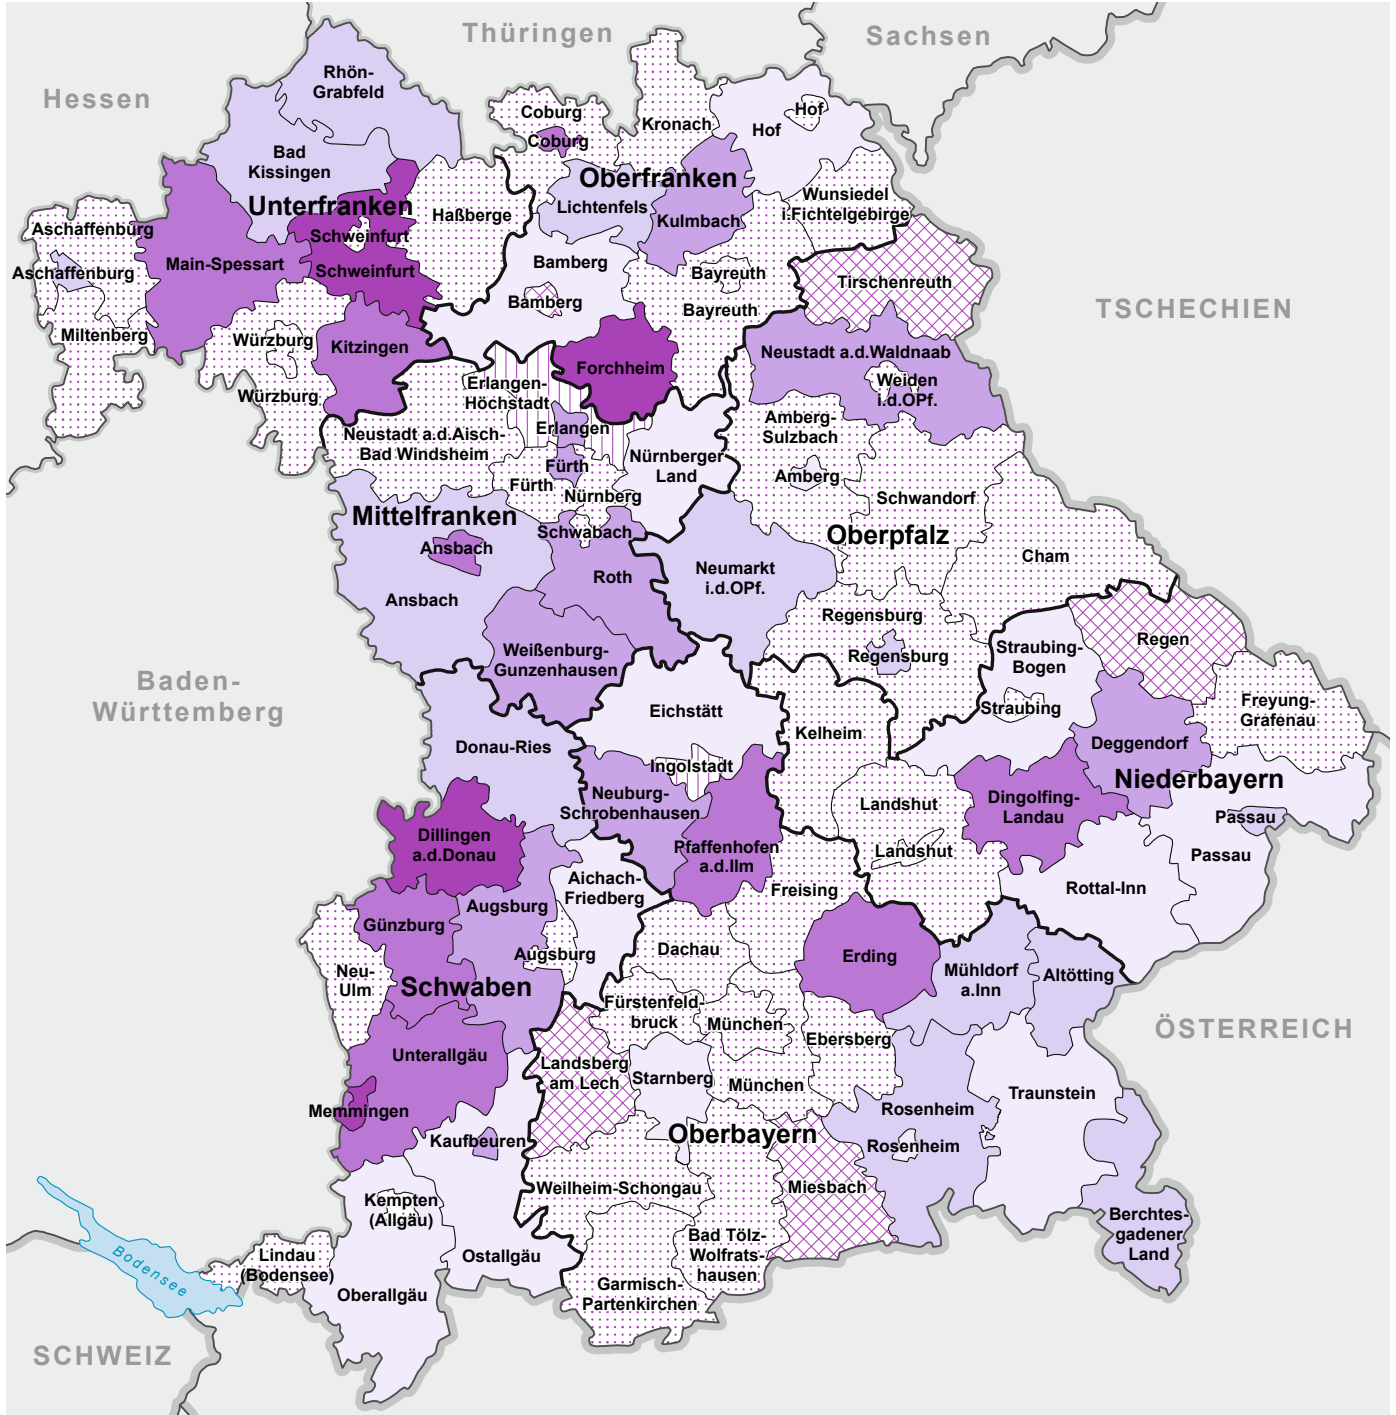 Thüringen
Sachsen
Hessen
Rhön-
Grabfeld
Coburg
Coburg
Kronach
Hof
Hof
Bad
Kissingen
Oberfranken
Unterfranken
Lichtenfels
Kulmbach
Wunsiedel
i.Fichtelgebirge
Haßberge
Aschaffenburg
Schweinfurt
Aschaffenburg
Main-Spessart
Schweinfurt
Bamberg
Bayreuth
Tirschenreuth
Bamberg
Bayreuth
TSCHECHIEN
Miltenberg
Würzburg
Kitzingen
Neustadt a.d.Waldnaab
Forchheim
Weiden
i.d.OPf.
Erlangen-
Höchstadt
Würzburg
Erlangen
Amberg-
Sulzbach
Neustadt a.d.Aisch-
Bad Windsheim
Nürnberger
Land
Fürth
Fürth
Amberg
Nürnberg
Schwandorf
Mittelfranken
Schwabach
Oberpfalz
Ansbach
Cham
Neumarkt
i.d.OPf.
Roth
Ansbach
Regensburg
Regensburg
Regen
Straubing-
Bogen
Weißenburg-
Gunzenhausen
Baden-
Württemberg
Straubing
Freyung-
Grafenau
Eichstätt
Kelheim
Donau-Ries
Deggendorf
Ingolstadt
Niederbayern
Neuburg-
Schrobenhausen
Landshut
Dingolfing-
Landau
Passau
Dillingen
a.d.Donau
Pfaffenhofen
a.d.Ilm
Landshut
Passau
Aichach-
Friedberg
Freising
Rottal-Inn
Augsburg
Günzburg
Augsburg
Dachau
Erding
Neu-
Ulm
Schwaben
Mühldorf
a.Inn
Altötting
Fürstenfeld-
bruck
München
ÖSTERREICH
Ebersberg
Unterallgäu
Landsberg
am Lech
Starnberg
München
Traunstein
Memmingen
Rosenheim
Kaufbeuren
Oberbayern
Rosenheim
Weilheim-Schongau
Miesbach
Kempten
(Allgäu)
Berchtes-
gadener
Land
Bodensee
Lindau
(Bodensee)
Ostallgäu
Bad Tölz-
Wolfrats-
hausen
Oberallgäu
Garmisch-
Partenkirchen
SCHWEIZ